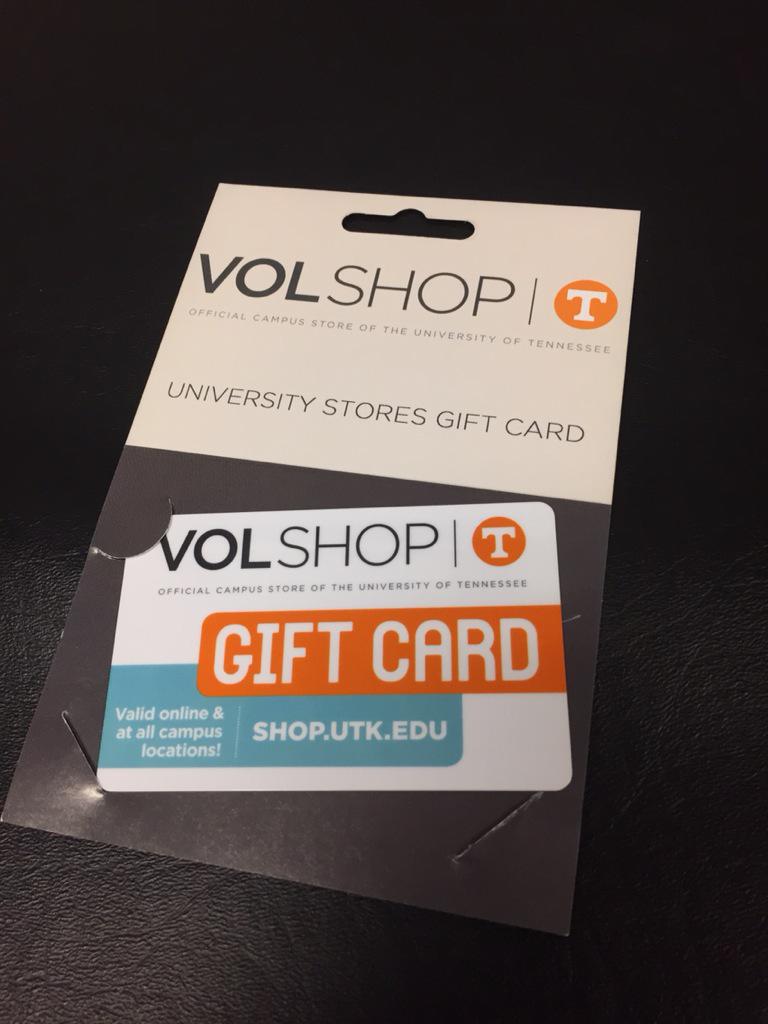 VOLSHOP | T
OFFICIAL CAMPUS STORE OF THE UNIVERSITY OF TENNESSEE
UNIVERSITY STORES GIFT CARD
VOLSHOP | T
OFFICIAL CAMPUS STORE OF THE UNIVERSITY OF TENNESSEE
GIFT CARD
Valid online &
at all campus
locations!
SHOP.UTK.EDU